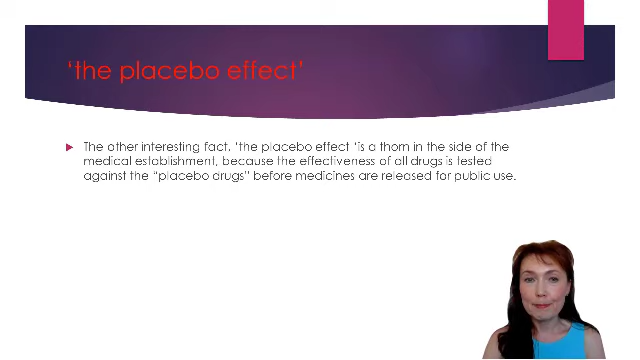 ‘the placebo effect’
The other interesting fact, ‘the placebo effect ‘is a thorn in the side of the
medical establishment, because the effectiveness of all drugs is tested
against the “placebo drugs” before medicines are released for public use.